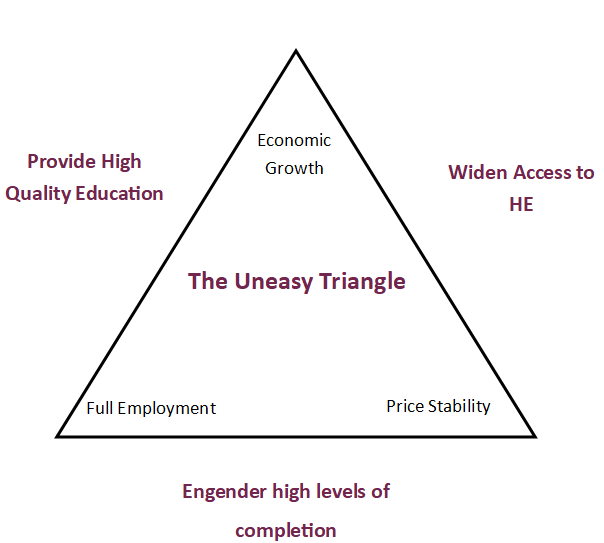 Economic
Growth
Provide High
Quality Education
Widen Access to
HE
The Uneasy Triangle
Full Employment
Price Stability
Engender high levels of
completion